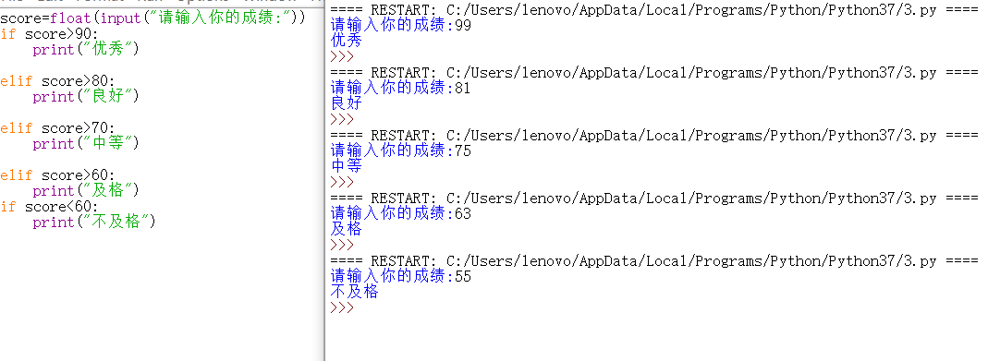 score=float(input("请输入你的成绩:"))
if score>90:
    print("优秀")
elif score>80:
    print("良好")
elif score>70:
    print("中等")
elif score>60:
    print("及格")
if score<60:
    print("不及格")
==== RESTART: C:/Users/lenovo/AppData/Local/Programs/Python/Python37/3.py ====
请输入你的成绩:99
优秀
>>>
==== RESTART: C:/Users/lenovo/AppData/Local/Programs/Python/Python37/3.py ====
请输入你的成绩:81
良好
>>>
==== RESTART: C:/Users/lenovo/AppData/Local/Programs/Python/Python37/3.py ====
请输入你的成绩:75
中等
>>>
==== RESTART: C:/Users/lenovo/AppData/Local/Programs/Python/Python37/3.py ====
请输入你的成绩:63
及格
>>>
==== RESTART: C:/Users/lenovo/AppData/Local/Programs/Python/Python37/3.py ====
请输入你的成绩:55
不及格
>>>